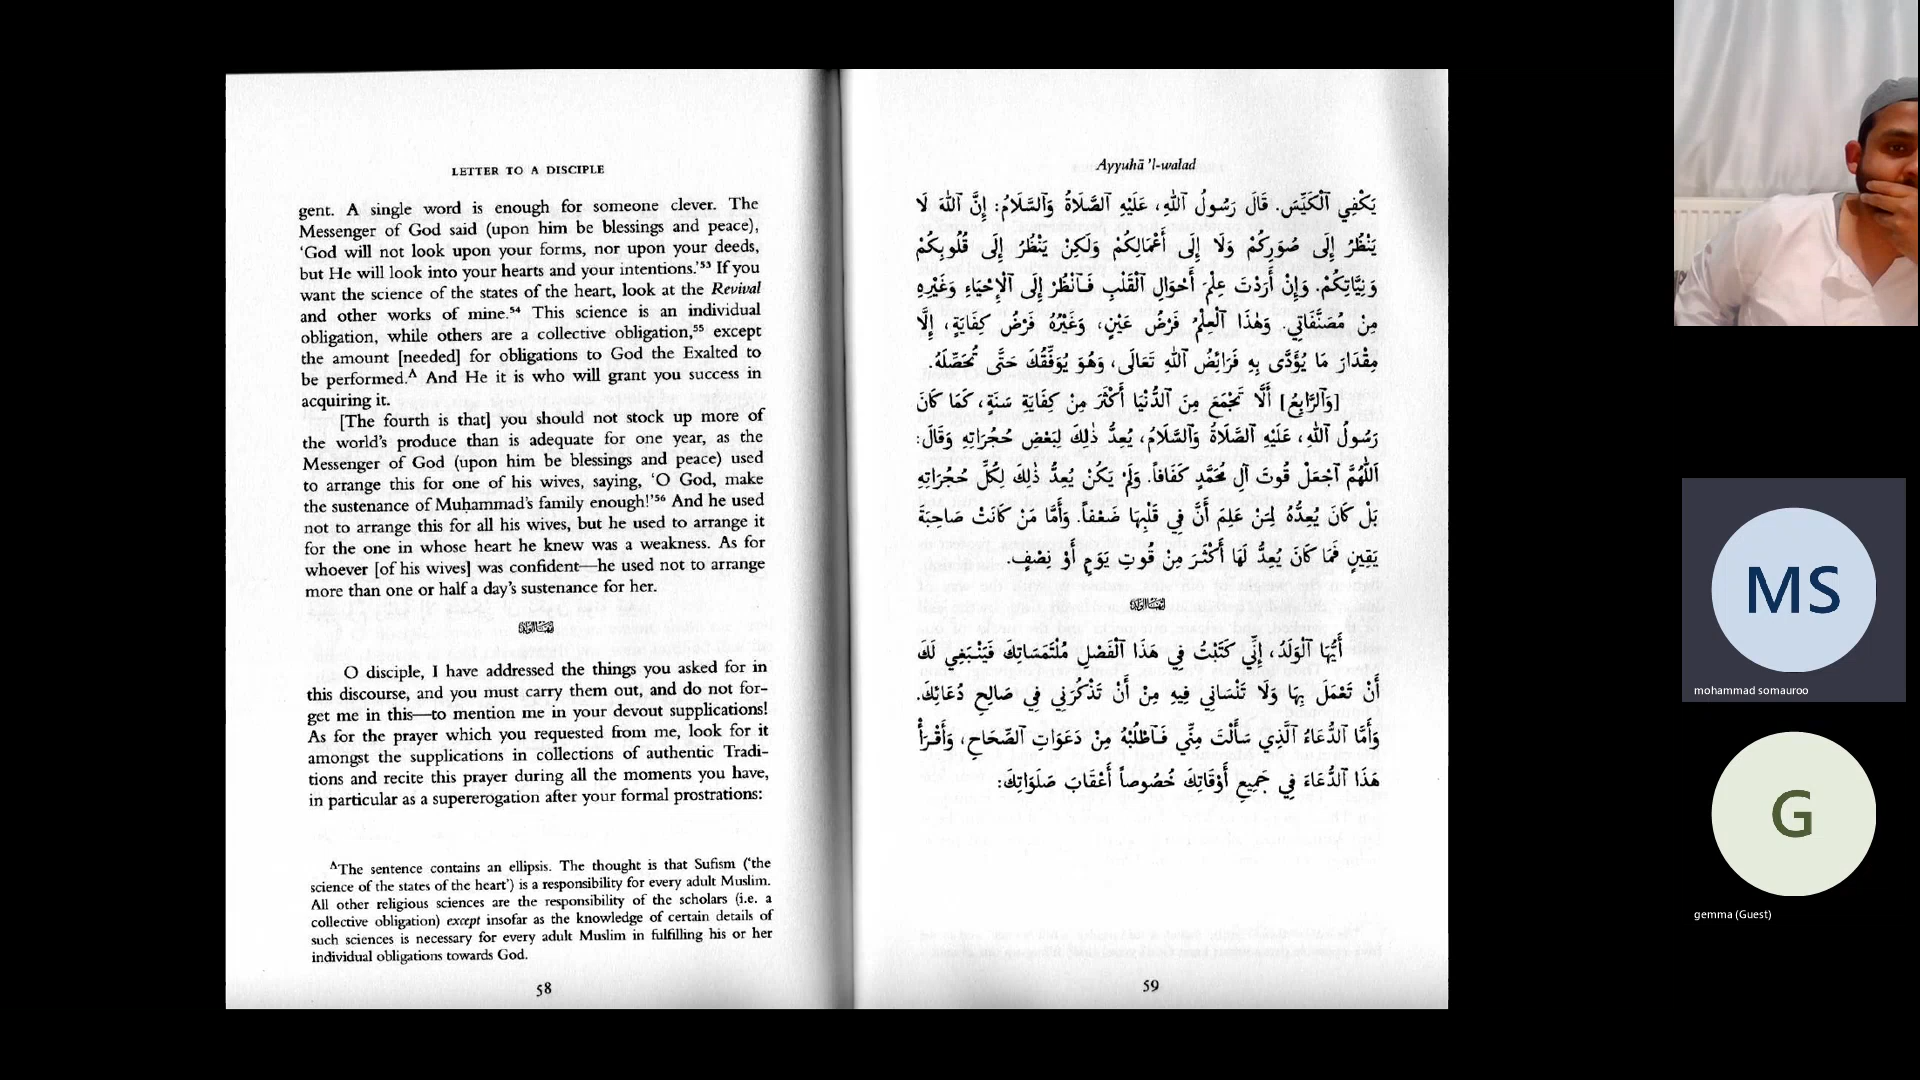 LETTER TO A DISCIPLE
gent. A single word is enough for someone clever. The
Messenger of God said (upon him be blessings and peace),
‘God will not look upon your forms, nor upon your deeds,
but He will look into your hearts and your intentions.’⁵³ If you
want the science of the states of the heart, look at the Revival
and other works of mine.⁵⁴ This science is an individual
obligation, while others are a collective obligation,⁵⁵ except
the amount [needed] for obligations to God the Exalted to
be performed.ᴬ And He it is who will grant you success in
acquiring it.
[The fourth is that] you should not stock up more of
the world’s produce than is adequate for one year, as the
Messenger of God (upon him be blessings and peace) used
to arrange this for one of his wives, saying, ‘O God, make
the sustenance of Muḥammad’s family enough!’⁵⁶ And he used
not to arrange this for all his wives, but he used to arrange it
for the one in whose heart he knew was a weakness. As for
whoever [of his wives] was confident—he used not to arrange
more than one or half a day’s sustenance for her.
O disciple, I have addressed the things you asked for in
this discourse, and you must carry them out, and do not for-
get me in this—to mention me in your devout supplications!
As for the prayer which you requested from me, look for it
amongst the supplications in collections of authentic Tradi-
tions and recite this prayer during all the moments you have,
in particular as a supererogation after your formal prostrations:
ᴬThe sentence contains an ellipsis. The thought is that Sufism (‘the
science of the states of the heart’) is a responsibility for every adult Muslim.
All other religious sciences are the responsibility of the scholars (i.e. a
collective obligation) except insofar as the knowledge of certain details of
such sciences is necessary for every adult Muslim in fulfilling his or her
individual obligations towards God.
58
Ayyuhā ’l-walad
يَكْفِي ٱلْكَيِّسَ. قَالَ رَسُولُ ٱللهِ، عَلَيْهِ ٱلصَّلَاةُ وَٱلسَّلَامُ: إِنَّ ٱللهَ لَا
يَنْظُرُ إِلَى صُوَرِكُمْ وَلَا إِلَى أَعْمَالِكُمْ وَلَكِنْ يَنْظُرُ إِلَى قُلُوبِكُمْ
وَنِيَّاتِكُمْ. وَإِنْ أَرَدْتَ عِلْمَ أَحْوَالِ ٱلْقَلْبِ فَٱنْظُرْ إِلَى ٱلْإِحْيَاءِ وَغَيْرِهِ
مِنْ مُصَنَّفَاتِي. وَهٰذَا ٱلْعِلْمُ فَرْضُ عَيْنٍ، وَغَيْرُهُ فَرْضُ كِفَايَةٍ، إِلَّا
مِقْدَارَ مَا يُؤَدَّى بِهِ فَرَائِضُ ٱللهِ تَعَالَى، وَهُوَ يُوَفِّقُكَ حَتَّى تُحَصِّلَهُ.
[وَٱلرَّابِعُ] أَلَّا تَجْمَعَ مِنَ ٱلدُّنْيَا أَكْثَرَ مِنْ كِفَايَةِ سَنَةٍ، كَمَا كَانَ
رَسُولُ ٱللهِ، عَلَيْهِ ٱلصَّلَاةُ وَٱلسَّلَامُ، يُعِدُّ ذٰلِكَ لِبَعْضِ حُجُرَاتِهِ وَقَالَ:
اَللّٰهُمَّ ٱجْعَلْ قُوتَ آلِ مُحَمَّدٍ كَفَافاً. وَلَمْ يَكُنْ يُعِدُّ ذٰلِكَ لِكُلِّ حُجُرَاتِهِ
بَلْ كَانَ يُعِدُّهُ لِمَنْ عَلِمَ أَنَّ فِي قَلْبِهَا ضَعْفاً. وَأَمَّا مَنْ كَانَتْ صَاحِبَةَ
يَقِينٍ فَمَا كَانَ يُعِدُّ لَهَا أَكْثَرَ مِنْ قُوتِ يَوْمٍ أَوْ نِصْفٍ.
أَيُّهَا ٱلْوَلَدُ، إِنِّي كَتَبْتُ فِي هَذَا ٱلْفَصْلِ مُلْتَمَسَاتِكَ فَيَنْبَغِي لَكَ
أَنْ تَعْمَلَ بِهَا وَلَا تَنْسَانِي فِيهِ مِنْ أَنْ تَذْكُرَنِي فِي صَالِحِ دُعَائِكَ.
وَأَمَّا ٱلدُّعَاءُ ٱلَّذِي سَأَلْتَ مِنِّي فَٱطْلُبْهُ مِنْ دَعَوَاتِ ٱلصِّحَاحِ، وَٱقْرَأْ
هَذَا ٱلدُّعَاءَ فِي جَمِيعِ أَوْقَاتِكَ خُصُوصاً أَعْقَابَ صَلَوَاتِكَ:
59
MS
mohammad somauroo
G
gemma (Guest)